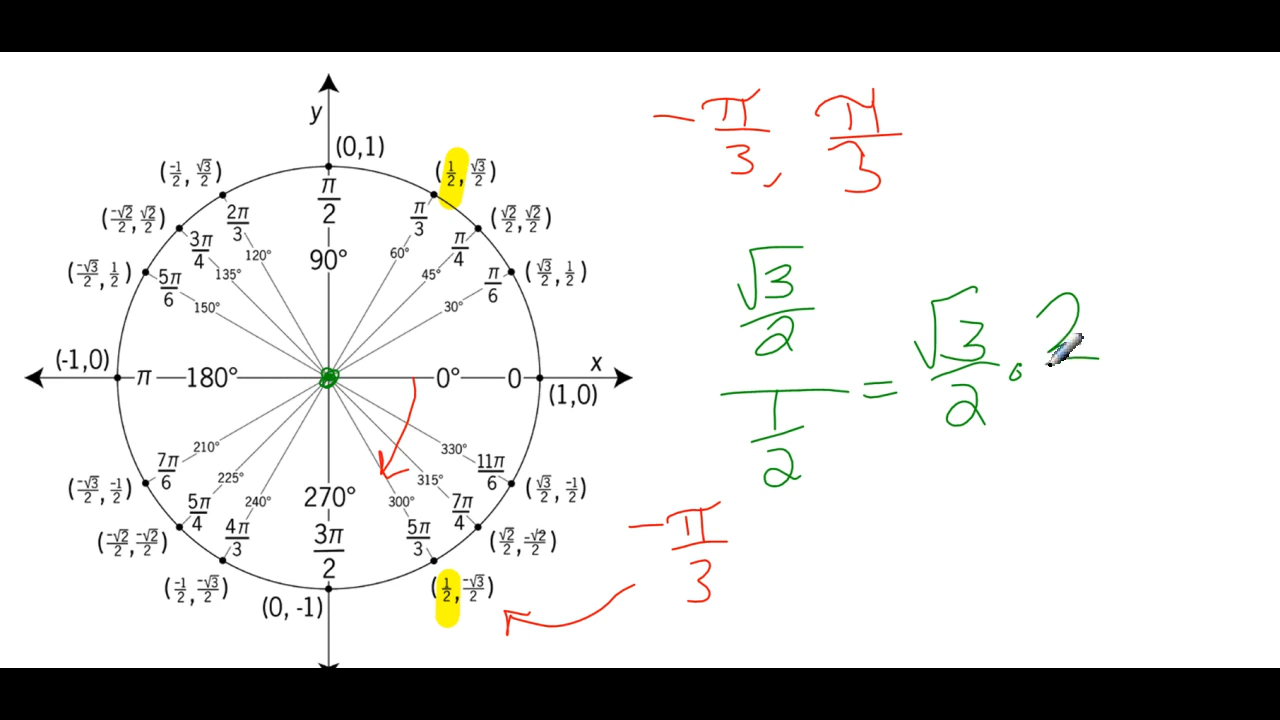 y
(0,1)
(-1/2, √3/2)
(1/2, √3/2)
(-√2/2, √2/2)
(√2/2, √2/2)
(-√3/2, 1/2)
(√3/2, 1/2)
π/2
2π/3
π/3
3π/4
π/4
5π/6
π/6
120°
90°
60°
135°
45°
150°
30°
(-1,0)
π
180°
0°
0
x
(1,0)
210°
330°
7π/6
11π/6
225°
315°
5π/4
7π/4
240°
270°
300°
4π/3
3π/2
5π/3
(-√3/2, -1/2)
(√3/2, -1/2)
(-√2/2, -√2/2)
(√2/2, -√2/2)
(-1/2, -√3/2)
(1/2, -√3/2)
(0, -1)
-π/3, π/3
√3/2 / 1/2 = √3/2 · 2
-π/3